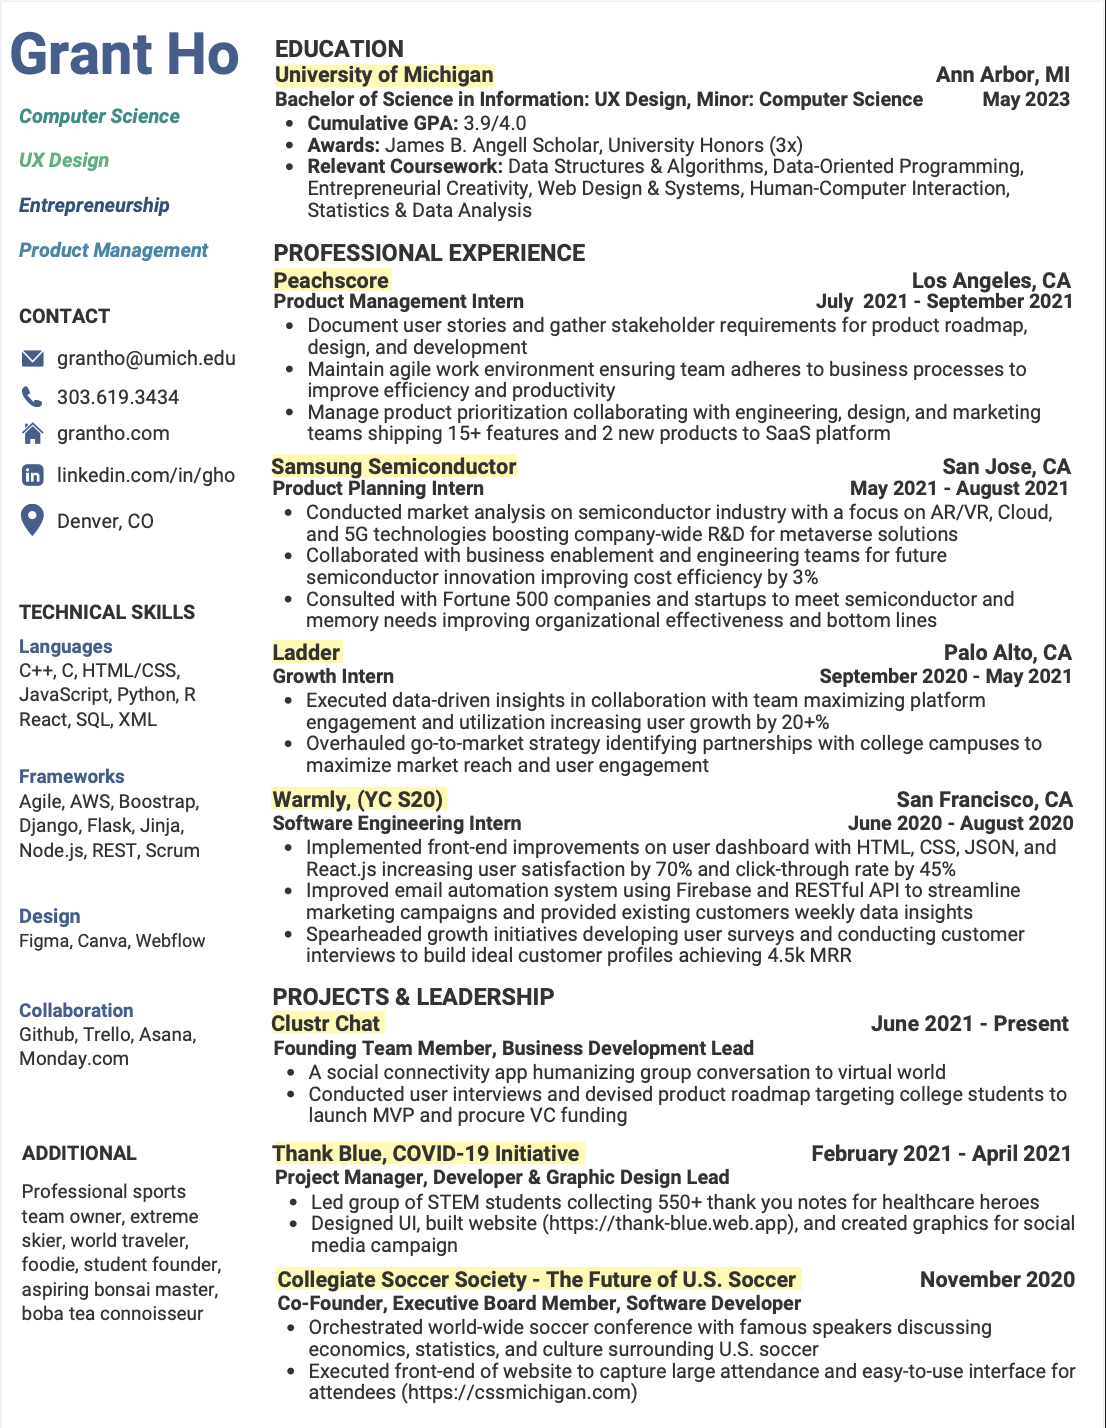 Grant Ho
Computer Science
UX Design
Entrepreneurship
Product Management
CONTACT
grantho@umich.edu
303.619.3434
grantho.com
linkedin.com/in/gho
Denver, CO
TECHNICAL SKILLS
Languages
C++, C, HTML/CSS,
JavaScript, Python, R
React, SQL, XML
Frameworks
Agile, AWS, Boostrap,
Django, Flask, Jinja,
Node.js, REST, Scrum
Design
Figma, Canva, Webflow
Collaboration
Github, Trello, Asana,
Monday.com
ADDITIONAL
Professional sports
team owner, extreme
skier, world traveler,
foodie, student founder,
aspiring bonsai master,
boba tea connoisseur
EDUCATION
University of Michigan Ann Arbor, MI
Bachelor of Science in Information: UX Design, Minor: Computer Science May 2023
• Cumulative GPA: 3.9/4.0
• Awards: James B. Angell Scholar, University Honors (3x)
• Relevant Coursework: Data Structures & Algorithms, Data-Oriented Programming,
Entrepreneurial Creativity, Web Design & Systems, Human-Computer Interaction,
Statistics & Data Analysis
PROFESSIONAL EXPERIENCE
Peachscore Los Angeles, CA
Product Management Intern July 2021 - September 2021
• Document user stories and gather stakeholder requirements for product roadmap,
design, and development
• Maintain agile work environment ensuring team adheres to business processes to
improve efficiency and productivity
• Manage product prioritization collaborating with engineering, design, and marketing
teams shipping 15+ features and 2 new products to SaaS platform
Samsung Semiconductor San Jose, CA
Product Planning Intern May 2021 - August 2021
• Conducted market analysis on semiconductor industry with a focus on AR/VR, Cloud,
and 5G technologies boosting company-wide R&D for metaverse solutions
• Collaborated with business enablement and engineering teams for future
semiconductor innovation improving cost efficiency by 3%
• Consulted with Fortune 500 companies and startups to meet semiconductor and
memory needs improving organizational effectiveness and bottom lines
Ladder Palo Alto, CA
Growth Intern September 2020 - May 2021
• Executed data-driven insights in collaboration with team maximizing platform
engagement and utilization increasing user growth by 20+%
• Overhauled go-to-market strategy identifying partnerships with college campuses to
maximize market reach and user engagement
Warmly, (YC S20) San Francisco, CA
Software Engineering Intern June 2020 - August 2020
• Implemented front-end improvements on user dashboard with HTML, CSS, JSON, and
React.js increasing user satisfaction by 70% and click-through rate by 45%
• Improved email automation system using Firebase and RESTful API to streamline
marketing campaigns and provided existing customers weekly data insights
• Spearheaded growth initiatives developing user surveys and conducting customer
interviews to build ideal customer profiles achieving 4.5k MRR
PROJECTS & LEADERSHIP
Clustr Chat June 2021 - Present
Founding Team Member, Business Development Lead
• A social connectivity app humanizing group conversation to virtual world
• Conducted user interviews and devised product roadmap targeting college students to
launch MVP and procure VC funding
Thank Blue, COVID-19 Initiative February 2021 - April 2021
Project Manager, Developer & Graphic Design Lead
• Led group of STEM students collecting 550+ thank you notes for healthcare heroes
• Designed UI, built website (https://thank-blue.web.app), and created graphics for social
media campaign
Collegiate Soccer Society - The Future of U.S. Soccer November 2020
Co-Founder, Executive Board Member, Software Developer
• Orchestrated world-wide soccer conference with famous speakers discussing
economics, statistics, and culture surrounding U.S. soccer
• Executed front-end of website to capture large attendance and easy-to-use interface for
attendees (https://cssmichigan.com)